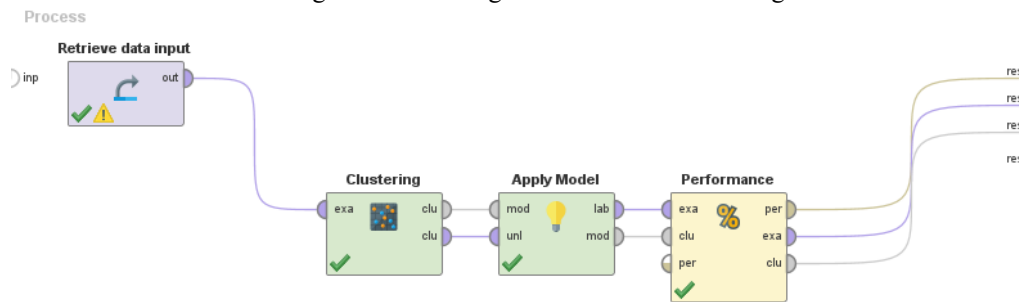 Process
Retrieve data input
inp
out
res
res
res
res
Clustering
exa
clu
clu
Apply Model
mod
lab
unl
mod
Performance
exa
per
clu
exa
per
clu